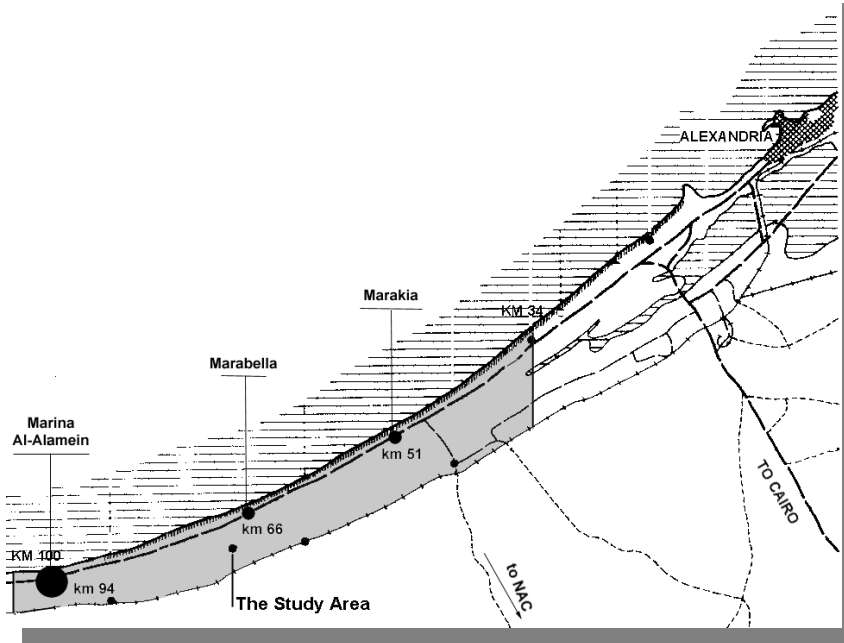 ALEXANDRIA
Marakia
KM 34
Marabella
Marina
Al-Alamein
km 51
TO CAIRO
km 66
KM 100
km 94
to NAC
The Study Area